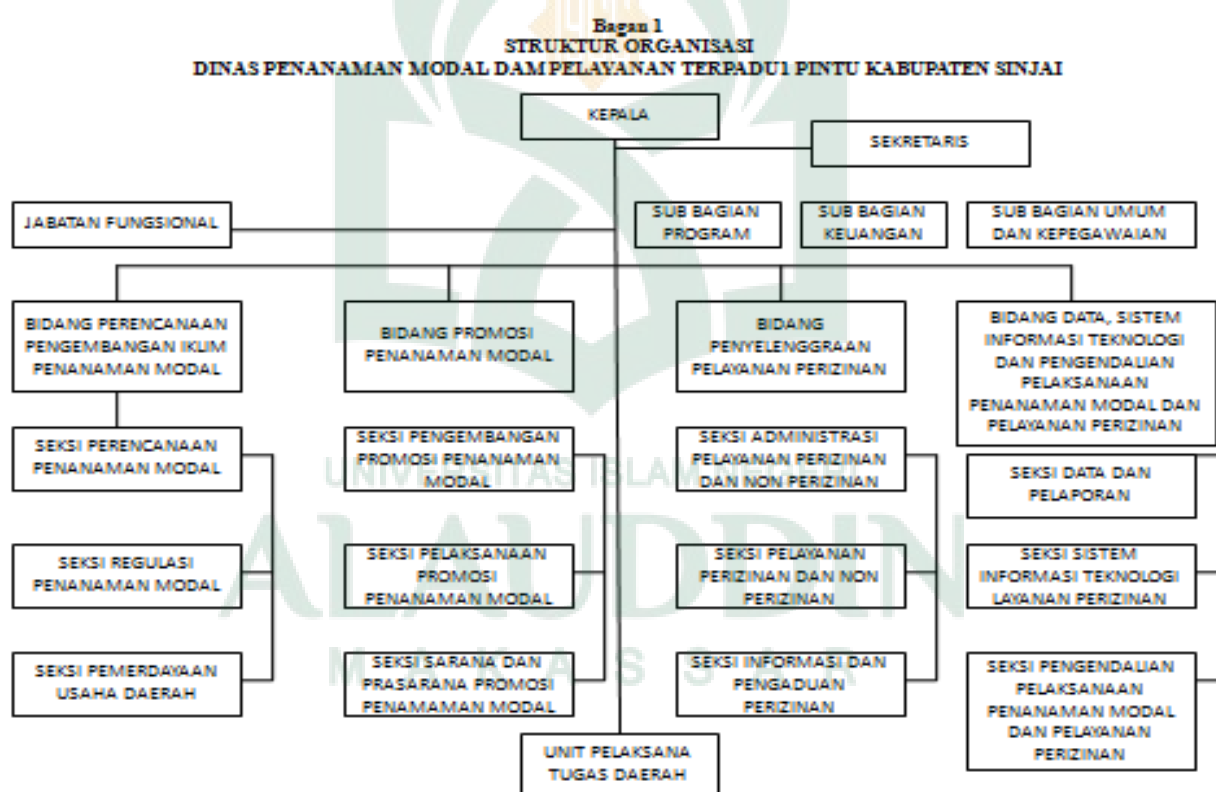 Bagan 1
STRUKTUR ORGANISASI
DINAS PENANAMAN MODAL DAM PELAYANAN TERPADU1 PINTU KABUPATEN SINJAI
KEPALA
SEKRETARIS
JABATAN FUNGSIONAL
SUB BAGIAN
PROGRAM
SUB BAGIAN
KEUANGAN
SUB BAGIAN UMUM
DAN KEPEGAWAIAN
BIDANG PERENCANAAN
PENGEMBANGAN IKLIM
PENANAMAN MODAL
BIDANG PROMOSI
PENANAMAN MODAL
BIDANG
PENYELENGGRAAN
PELAYANAN PERIZINAN
BIDANG DATA, SISTEM
INFORMASI TEKNOLOGI
DAN PENGENDALIAN
PELAKSANAAN
PENANAMAN MODAL DAN
PELAYANAN PERIZINAN
SEKSI PERENCANAAN
PENANAMAN MODAL
SEKSI PENGEMBANGAN
PROMOSI PENANAMAN
MODAL
SEKSI ADMINISTRASI
PELAYANAN PERIZINAN
DAN NON PERIZINAN
SEKSI DATA DAN
PELAPORAN
UNIVERSITAS ISLAM NEGERI
ALAUDDIN
MAKASSAR
SEKSI REGULASI
PENANAMAN MODAL
SEKSI PELAKSANAAN
PROMOSI
PENANAMAN MODAL
SEKSI PELAYANAN
PERIZINAN DAN NON
PERIZINAN
SEKSI SISTEM
INFORMASI TEKNOLOGI
LAYANAN PERIZINAN
SEKSI PEMERDAYAAN
USAHA DAERAH
SEKSI SARANA DAN
PRASARANA PROMOSI
PENAMAMAN MODAL
SEKSI INFORMASI DAN
PENGADUAN
PERIZINAN
SEKSI PENGENDALIAN
PELAKSANAAN
PENANAMAN MODAL
DAN PELAYANAN
PERIZINAN
UNIT PELAKSANA
TUGAS DAERAH